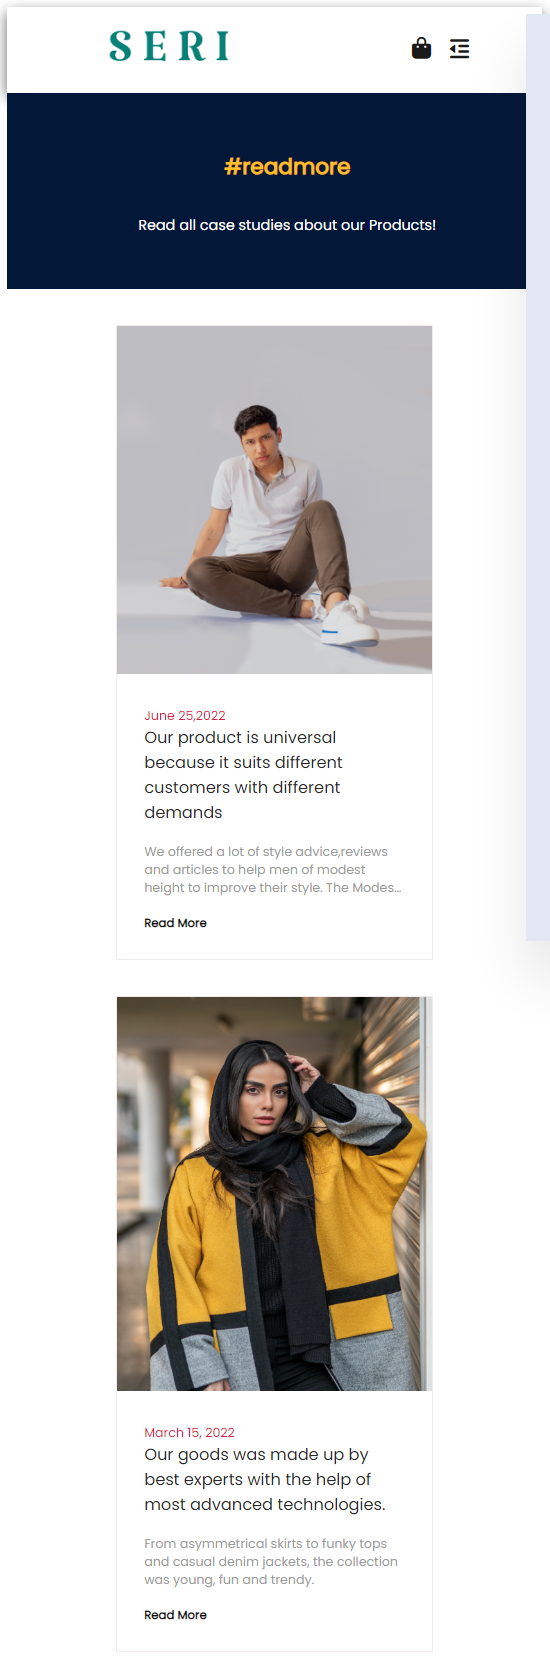 SERI
#readmore
Read all case studies about our Products!
June 25,2022
Our product is universal
because it suits different
customers with different
demands
We offered a lot of style advice,reviews
and articles to help men of modest
height to improve their style. The Modes...
Read More
March 15, 2022
Our goods was made up by
best experts with the help of
most advanced technologies.
From asymmetrical skirts to funky tops
and casual denim jackets, the collection
was young, fun and trendy.
Read More